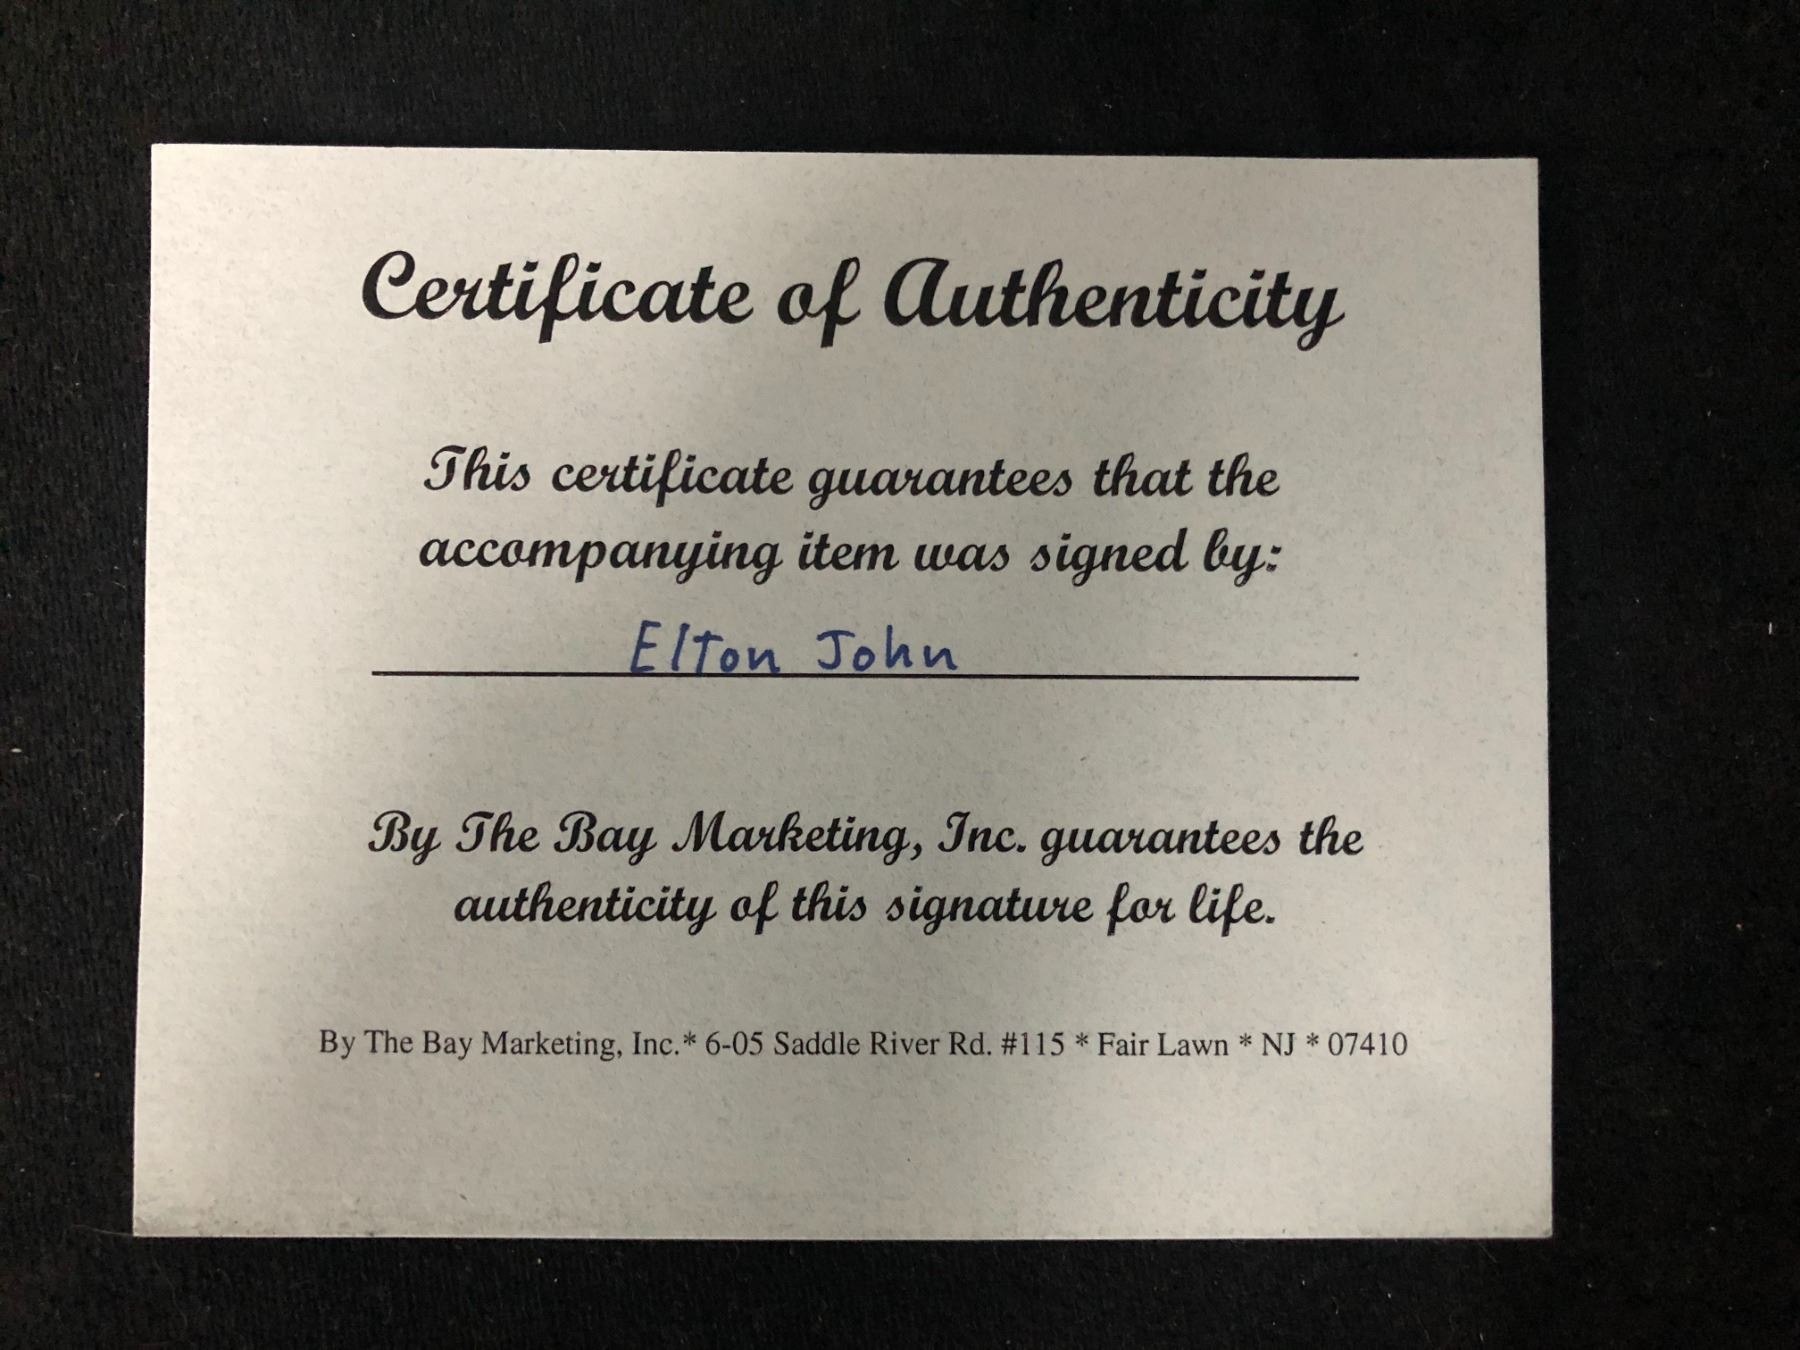 Certificate of Authenticity
This certificate guarantees that the
accompanying item was signed by:
Elton John
By The Bay Marketing, Inc. guarantees the
authenticity of this signature for life.
By The Bay Marketing, Inc.* 6-05 Saddle River Rd. #115 * Fair Lawn * NJ * 07410